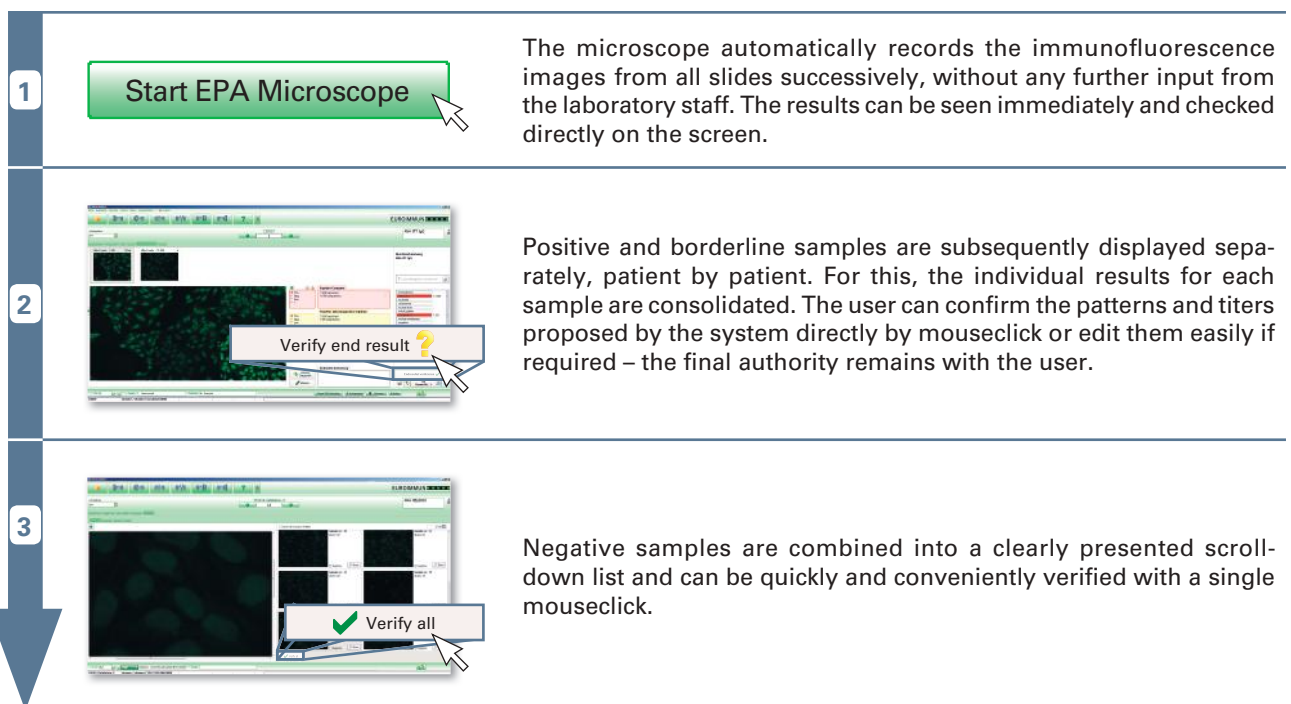 1
Start EPA Microscope
The microscope automatically records the immunofluorescence
images from all slides successively, without any further input from
the laboratory staff. The results can be seen immediately and checked
directly on the screen.
2
EUROIMMUN
Verify end result ?
Positive and borderline samples are subsequently displayed sepa-
rately, patient by patient. For this, the individual results for each
sample are consolidated. The user can confirm the patterns and titers
proposed by the system directly by mouseclick or edit them easily if
required – the final authority remains with the user.
3
EUROIMMUN
Verify all
Negative samples are combined into a clearly presented scroll-
down list and can be quickly and conveniently verified with a single
mouseclick.